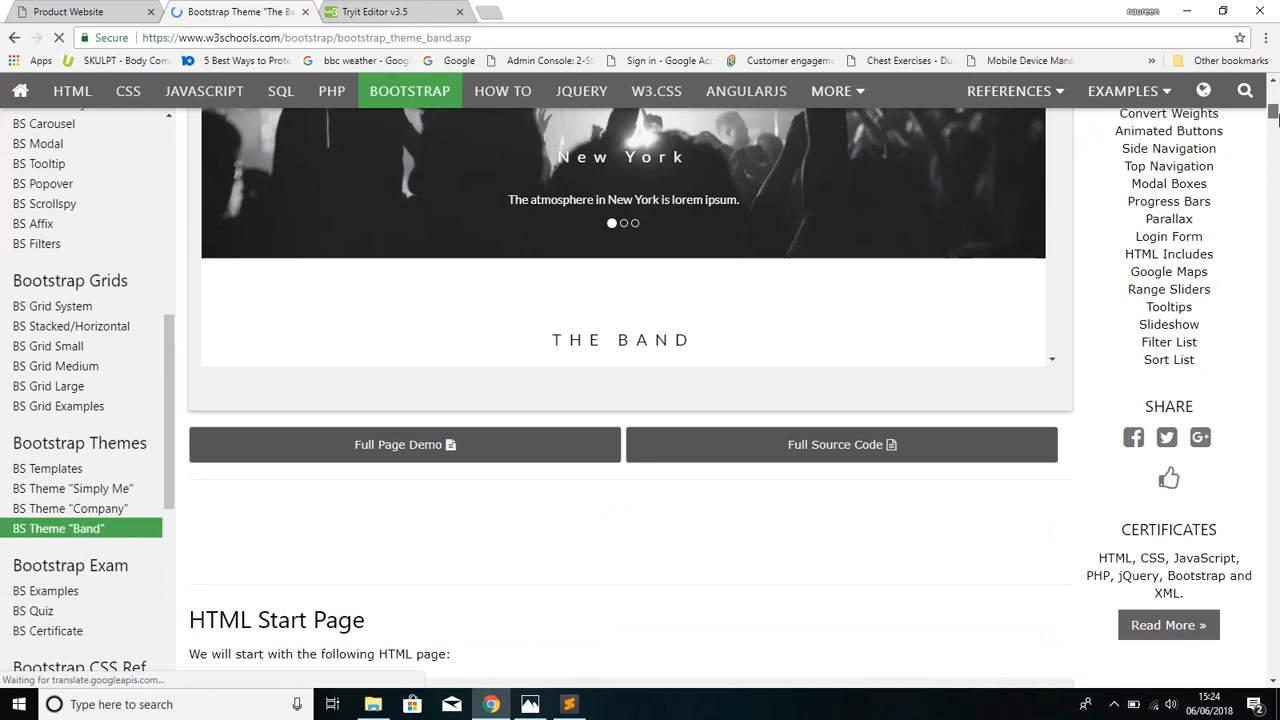 Product Website
Bootstrap Theme "The Ba
Tryit Editor v3.5
naureen
Secure
https://www.w3schools.com/bootstrap/bootstrap_theme_band.asp
Apps
SKULPT - Body Com
5 Best Ways to Prote
bbc weather - Googl
Google
Admin Console: 2-S
Sign in - Google Acc
Customer engagem
Chest Exercises - Du
Mobile Device Mana
»
Other bookmarks
HTML
CSS
JAVASCRIPT
SQL
PHP
BOOTSTRAP
HOW TO
JQUERY
W3.CSS
ANGULARJS
MORE
REFERENCES
EXAMPLES
BS Carousel
BS Modal
BS Tooltip
BS Popover
BS Scrollspy
BS Affix
BS Filters
Bootstrap Grids
BS Grid System
BS Stacked/Horizontal
BS Grid Small
BS Grid Medium
BS Grid Large
BS Grid Examples
Bootstrap Themes
BS Templates
BS Theme "Simply Me"
BS Theme "Company"
BS Theme "Band"
Bootstrap Exam
BS Examples
BS Quiz
BS Certificate
Bootstrap CSS Ref
New York
The atmosphere in New York is lorem ipsum.
THE BAND
Full Page Demo
Full Source Code
HTML Start Page
We will start with the following HTML page:
Convert Weights
Animated Buttons
Side Navigation
Top Navigation
Modal Boxes
Progress Bars
Parallax
Login Form
HTML Includes
Google Maps
Range Sliders
Tooltips
Slideshow
Filter List
Sort List
SHARE
CERTIFICATES
HTML, CSS, JavaScript,
PHP, jQuery, Bootstrap and
XML.
Read More »
Waiting for translate.googleapis.com...
Type here to search
15:24
06/06/2018
2